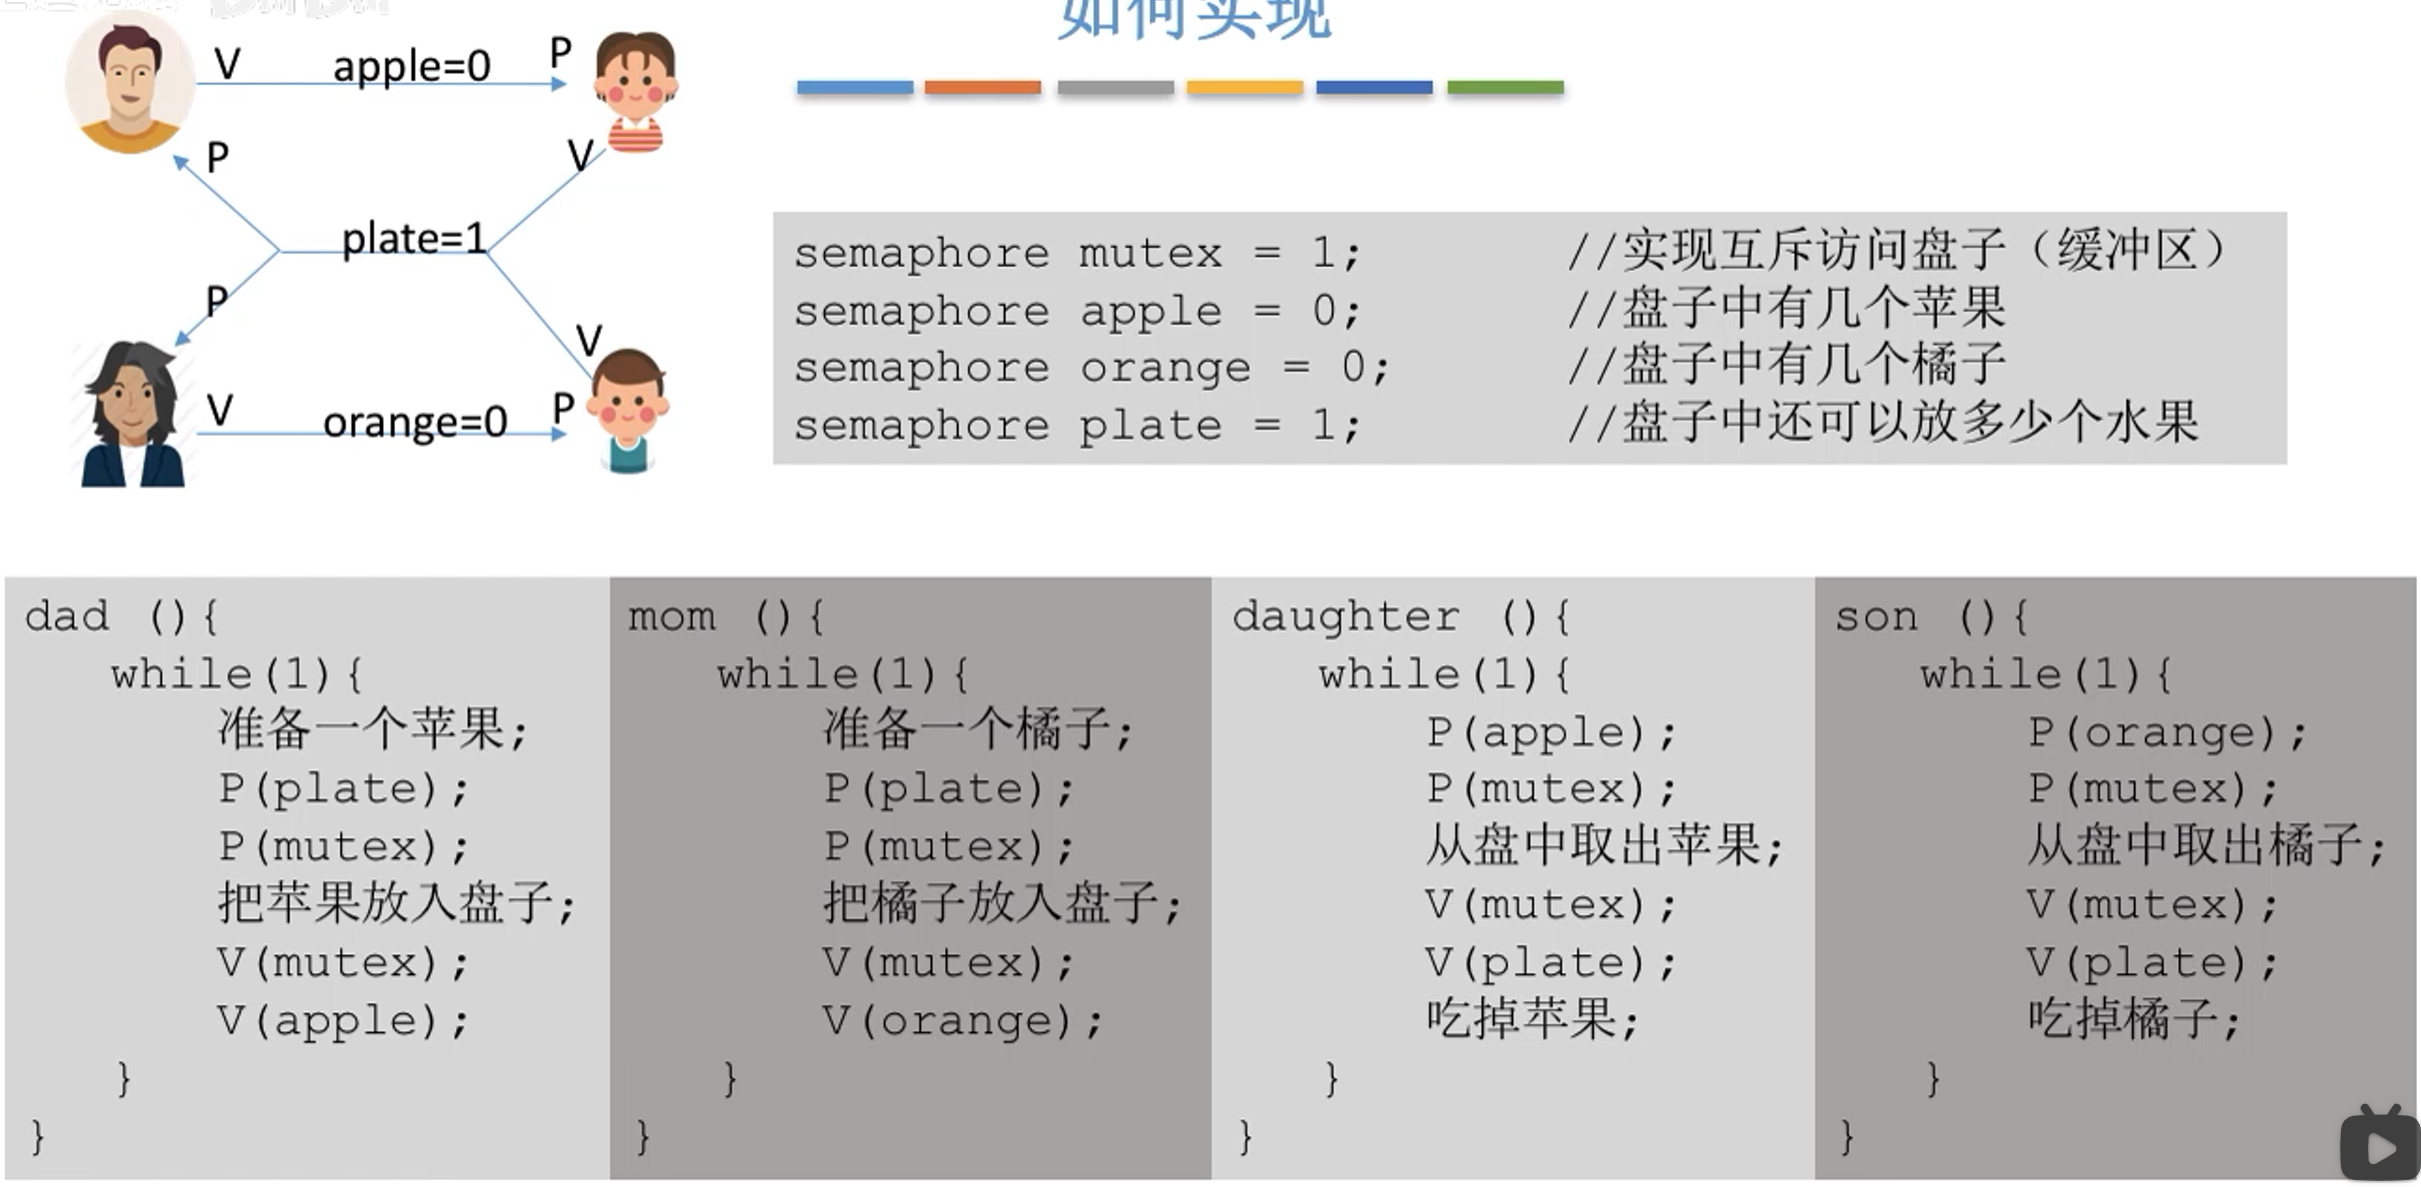 如何实现
V apple=0 P
P V
plate=1
P V
V orange=0 P
semaphore mutex = 1; //实现互斥访问盘子（缓冲区）
semaphore apple = 0; //盘子中有几个苹果
semaphore orange = 0; //盘子中有几个橘子
semaphore plate = 1; //盘子中还可以放多少个水果
dad (){
while(1){
准备一个苹果;
P(plate);
P(mutex);
把苹果放入盘子;
V(mutex);
V(apple);
}
}
mom (){
while(1){
准备一个橘子;
P(plate);
P(mutex);
把橘子放入盘子;
V(mutex);
V(orange);
}
}
daughter (){
while(1){
P(apple);
P(mutex);
从盘中取出苹果;
V(mutex);
V(plate);
吃掉苹果;
}
}
son (){
while(1){
P(orange);
P(mutex);
从盘中取出橘子;
V(mutex);
V(plate);
吃掉橘子;
}
}